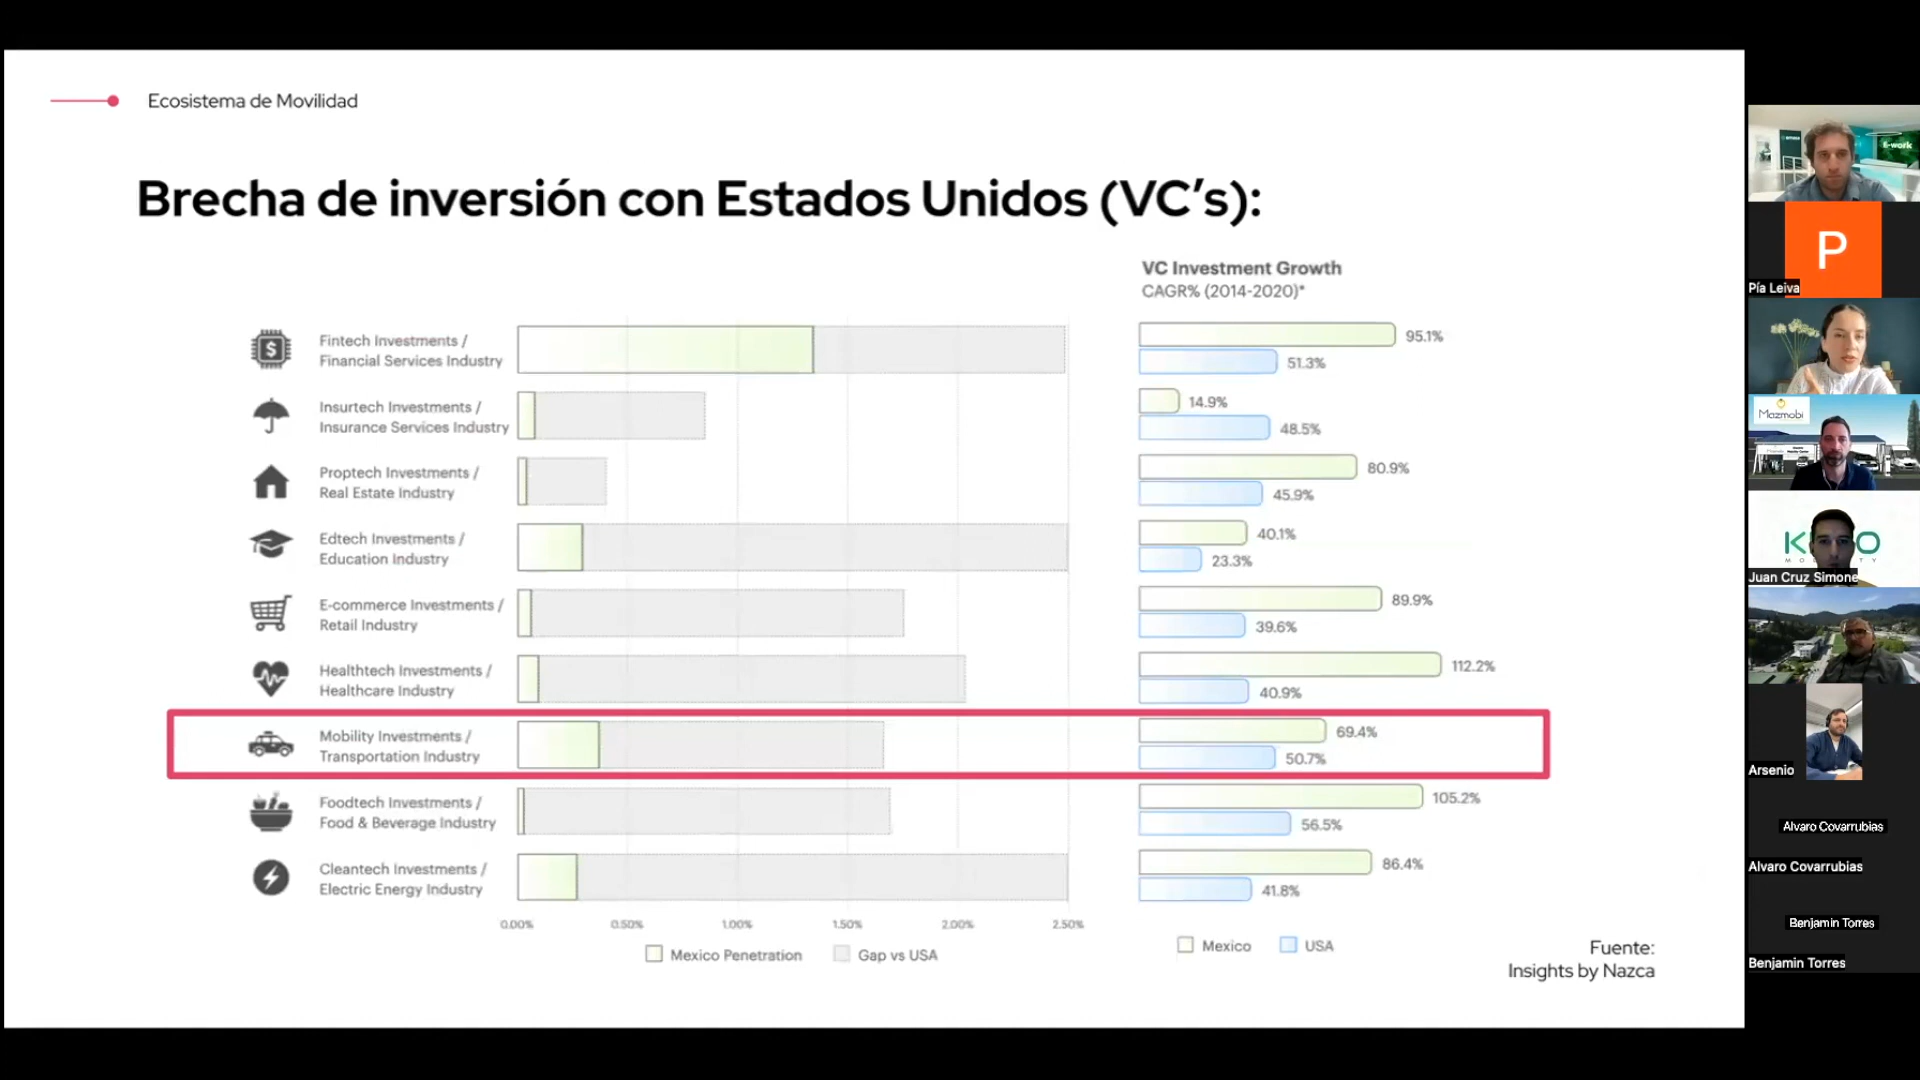 Ecosistema de Movilidad
Brecha de inversión con Estados Unidos (VC's):
VC Investment Growth
CAGR% (2014-2020)*
Fintech Investments /
Financial Services Industry
95.1%
51.3%
Insurtech Investments /
Insurance Services Industry
14.9%
48.5%
Proptech Investments /
Real Estate Industry
80.9%
45.9%
Edtech Investments /
Education Industry
40.1%
23.3%
E-commerce Investments /
Retail Industry
89.9%
39.6%
Healthtech Investments /
Healthcare Industry
112.2%
40.9%
Mobility Investments /
Transportation Industry
69.4%
50.7%
Foodtech Investments /
Food & Beverage Industry
105.2%
56.5%
Cleantech Investments /
Electric Energy Industry
86.4%
41.8%
0.00% 0.50% 1.00% 1.50% 2.00% 2.50%
Mexico Penetration Gap vs USA
Mexico USA
Fuente:
Insights by Nazca
E-work
P
Pía Leiva
Mazmobi
Juan Cruz Simone
Arsenio
Alvaro Covarrubias
Alvaro Covarrubias
Benjamin Torres
Benjamin Torres